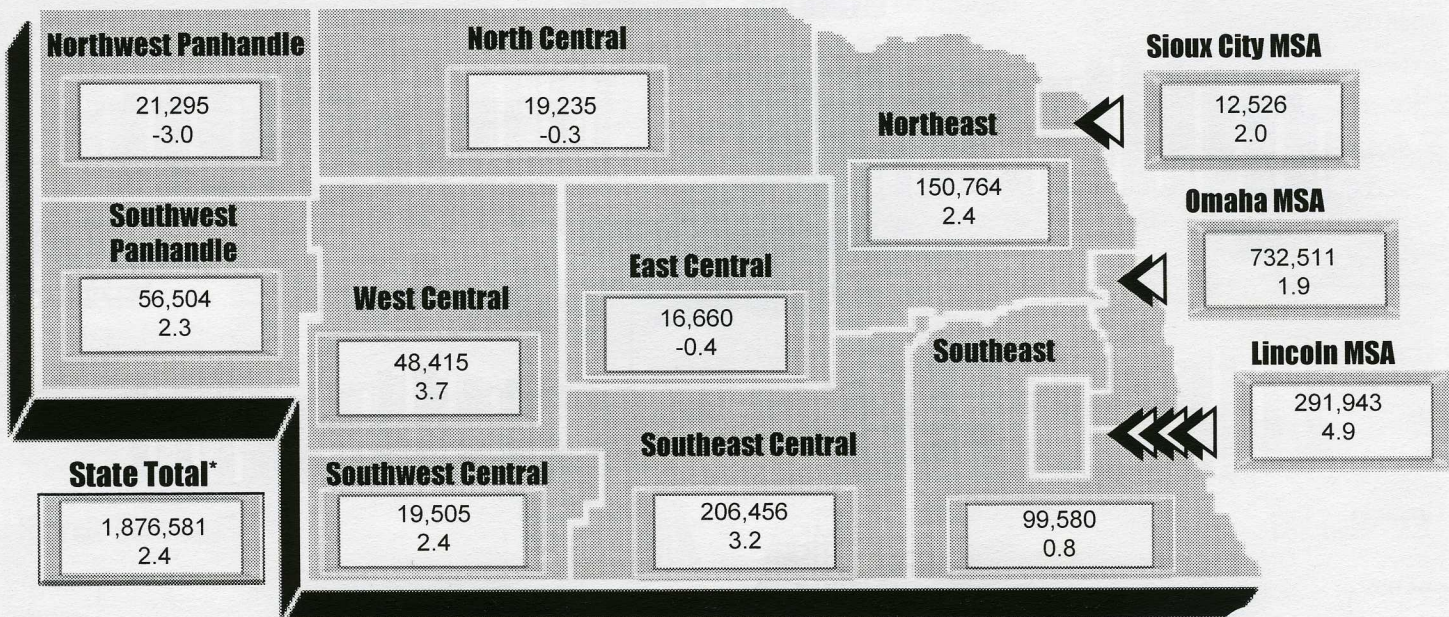 Northwest Panhandle
21,295
-3.0
North Central
19,235
-0.3
Sioux City MSA
12,526
2.0
Northeast
150,764
2.4
Omaha MSA
732,511
1.9
Southwest
Panhandle
56,504
2.3
West Central
48,415
3.7
East Central
16,660
-0.4
Southeast
99,580
0.8
Lincoln MSA
291,943
4.9
State Total*
1,876,581
2.4
Southwest Central
19,505
2.4
Southeast Central
206,456
3.2